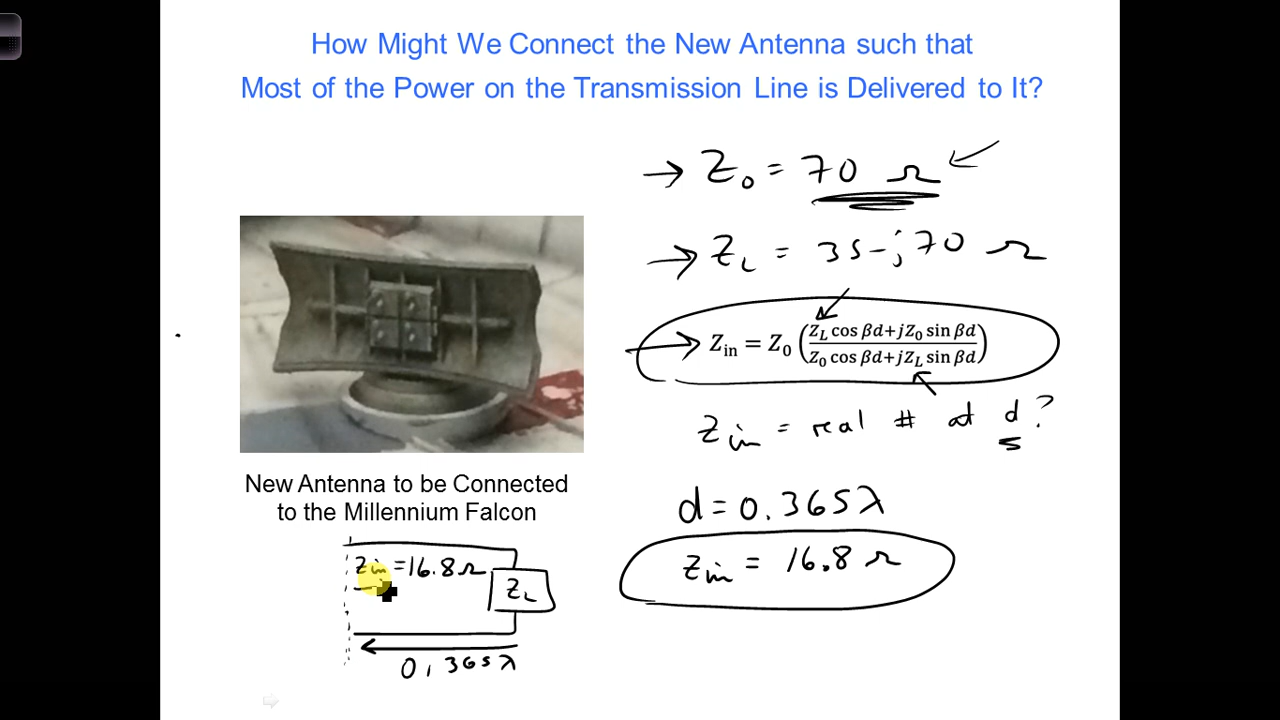 How Might We Connect the New Antenna such that
Most of the Power on the Transmission Line is Delivered to It?
→ Z₀ = 70 Ω
→ Z_L = 35-j70 Ω
Z_in = Z₀ (Z_L cos βd+jZ₀ sin βd / Z₀ cos βd+jZ_L sin βd)
Z_in = real # at d?
New Antenna to be Connected
to the Millennium Falcon
d = 0.365λ
Z_in = 16.8 Ω
Z_in = 16.8 Ω
Z_L
0.365λ